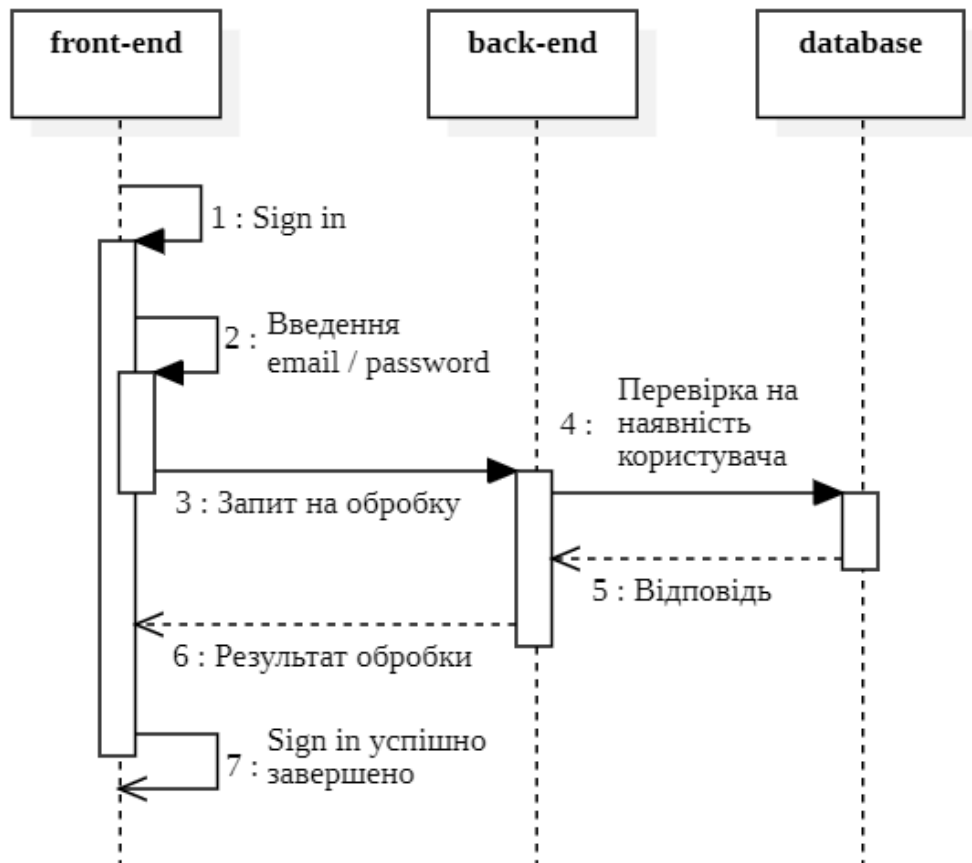 front-end
back-end
database
1 : Sign in
2 : Введення
email / password
4 : Перевірка на
наявність
користувача
3 : Запит на обробку
5 : Відповідь
6 : Результат обробки
7 : Sign in успішно
завершено